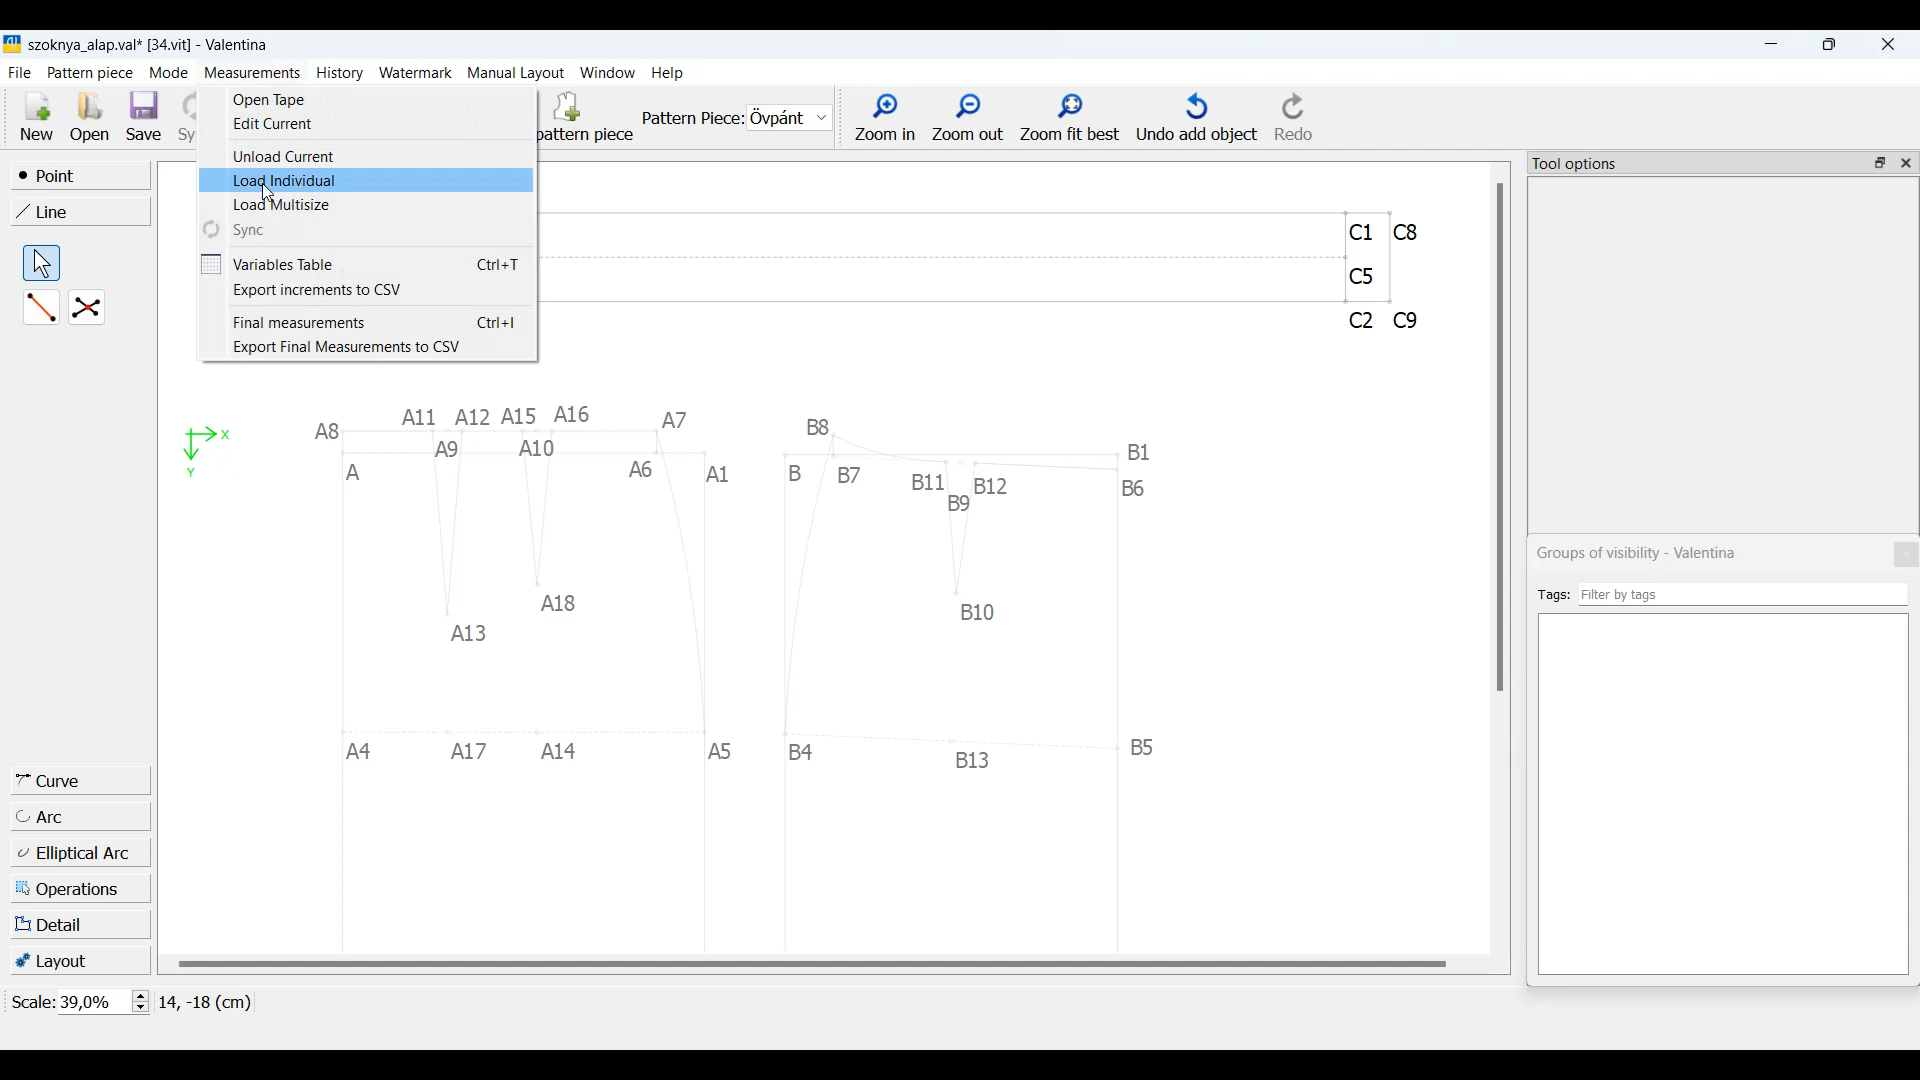 szoknya_alap.val* [34.vit] - Valentina
File Pattern piece Mode Measurements History Watermark Manual Layout Window Help
New Open Save
pattern piece
Pattern Piece: Övpánt
Zoom in Zoom out Zoom fit best Undo add object Redo
Open Tape
Edit Current
Unload Current
Load Individual
Load Multisize
Sync
Variables Table Ctrl+T
Export increments to CSV
Final measurements Ctrl+I
Export Final Measurements to CSV
Point
Line
Curve
Arc
Elliptical Arc
Operations
Detail
Layout
C1 C8
C5
C2 C9
X
Y
A8 A11 A12 A15 A16 A7
A9 A10
A A6 A1
A13 A18
A4 A17 A14 A5
B8 B1
B B7 B11 B12 B6
B9
B10
B4 B13 B5
Tool options
Groups of visibility - Valentina
Tags: Filter by tags
Scale: 39,0% 14, -18 (cm)